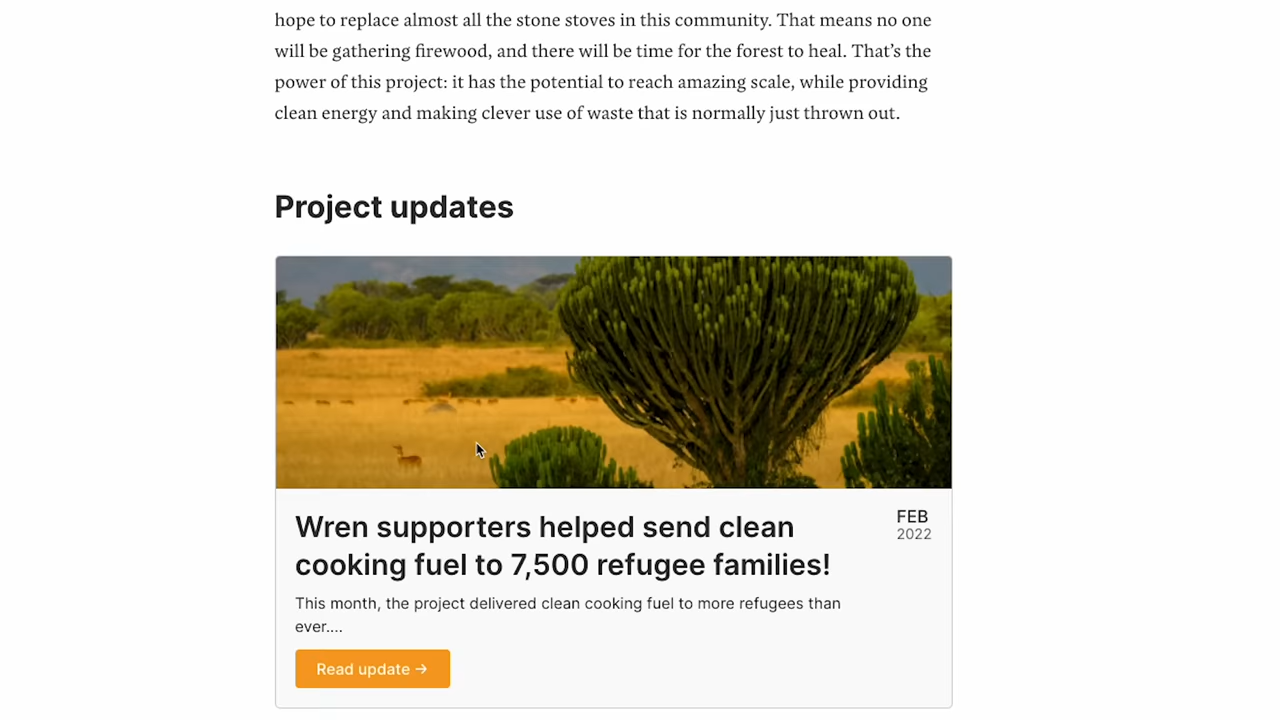 hope to replace almost all the stone stoves in this community. That means no one
will be gathering firewood, and there will be time for the forest to heal. That’s the
power of this project: it has the potential to reach amazing scale, while providing
clean energy and making clever use of waste that is normally just thrown out.
Project updates
Wren supporters helped send clean
cooking fuel to 7,500 refugee families!
FEB
2022
This month, the project delivered clean cooking fuel to more refugees than
ever....
Read update →